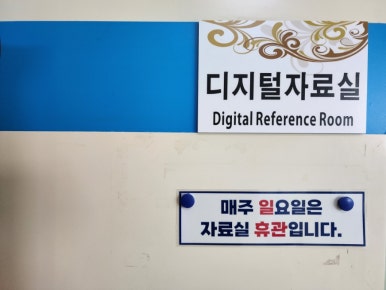 디지털자료실
Digital Reference Room
매주 일요일은
자료실 휴관입니다.